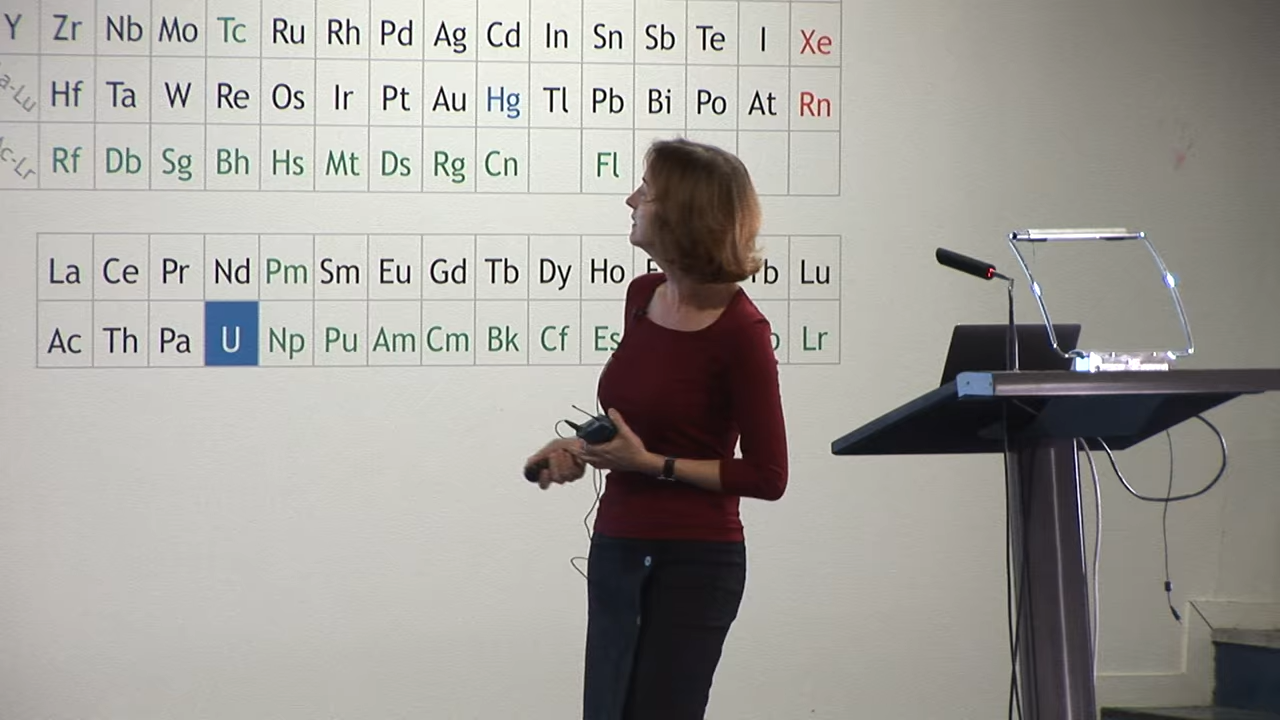 Y Zr Nb Mo Tc Ru Rh Pd Ag Cd In Sn Sb Te I Xe
Hf Ta W Re Os Ir Pt Au Hg Tl Pb Bi Po At Rn
Rf Db Sg Bh Hs Mt Ds Rg Cn Fl
La Ce Pr Nd Pm Sm Eu Gd Tb Dy Ho Lu
Ac Th Pa U Np Pu Am Cm Bk Cf Es Lr